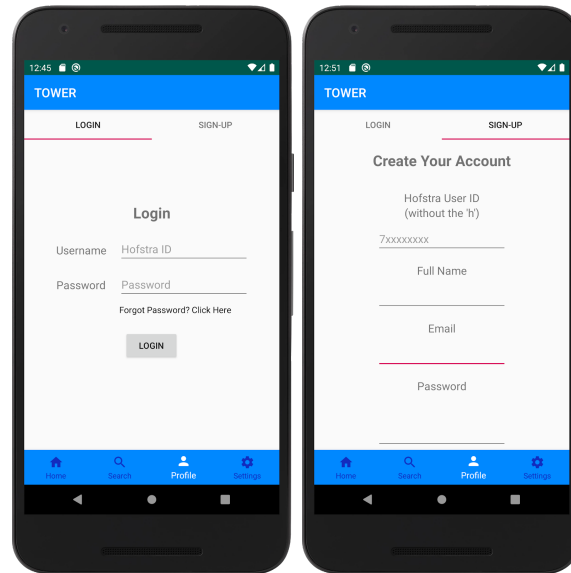 12:45
TOWER
LOGIN SIGN-UP
Login
Username Hofstra ID
Password Password
Forgot Password? Click Here
LOGIN
Home Search Profile Settings
12:51
TOWER
LOGIN SIGN-UP
Create Your Account
Hofstra User ID
(without the 'h')
7xxxxxxxx
Full Name
Email
Password
Home Search Profile Settings